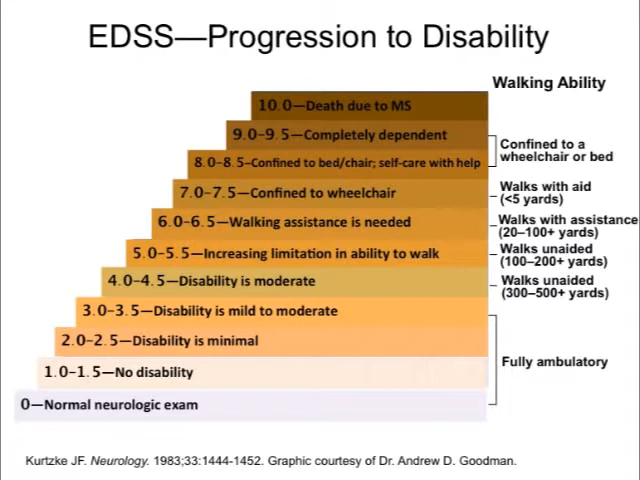 EDSS—Progression to Disability
Walking Ability
10.0—Death due to MS
9.0–9.5—Completely dependent
8.0–8.5–Confined to bed/chair; self-care with help
Confined to a
wheelchair or bed
7.0–7.5—Confined to wheelchair
Walks with aid
(<5 yards)
6.0–6.5—Walking assistance is needed
Walks with assistance
(20–100+ yards)
5.0–5.5—Increasing limitation in ability to walk
Walks unaided
(100–200+ yards)
4.0–4.5—Disability is moderate
Walks unaided
(300–500+ yards)
3.0–3.5—Disability is mild to moderate
2.0–2.5—Disability is minimal
Fully ambulatory
1.0–1.5—No disability
0—Normal neurologic exam
Kurtzke JF. Neurology. 1983;33:1444-1452. Graphic courtesy of Dr. Andrew D. Goodman.